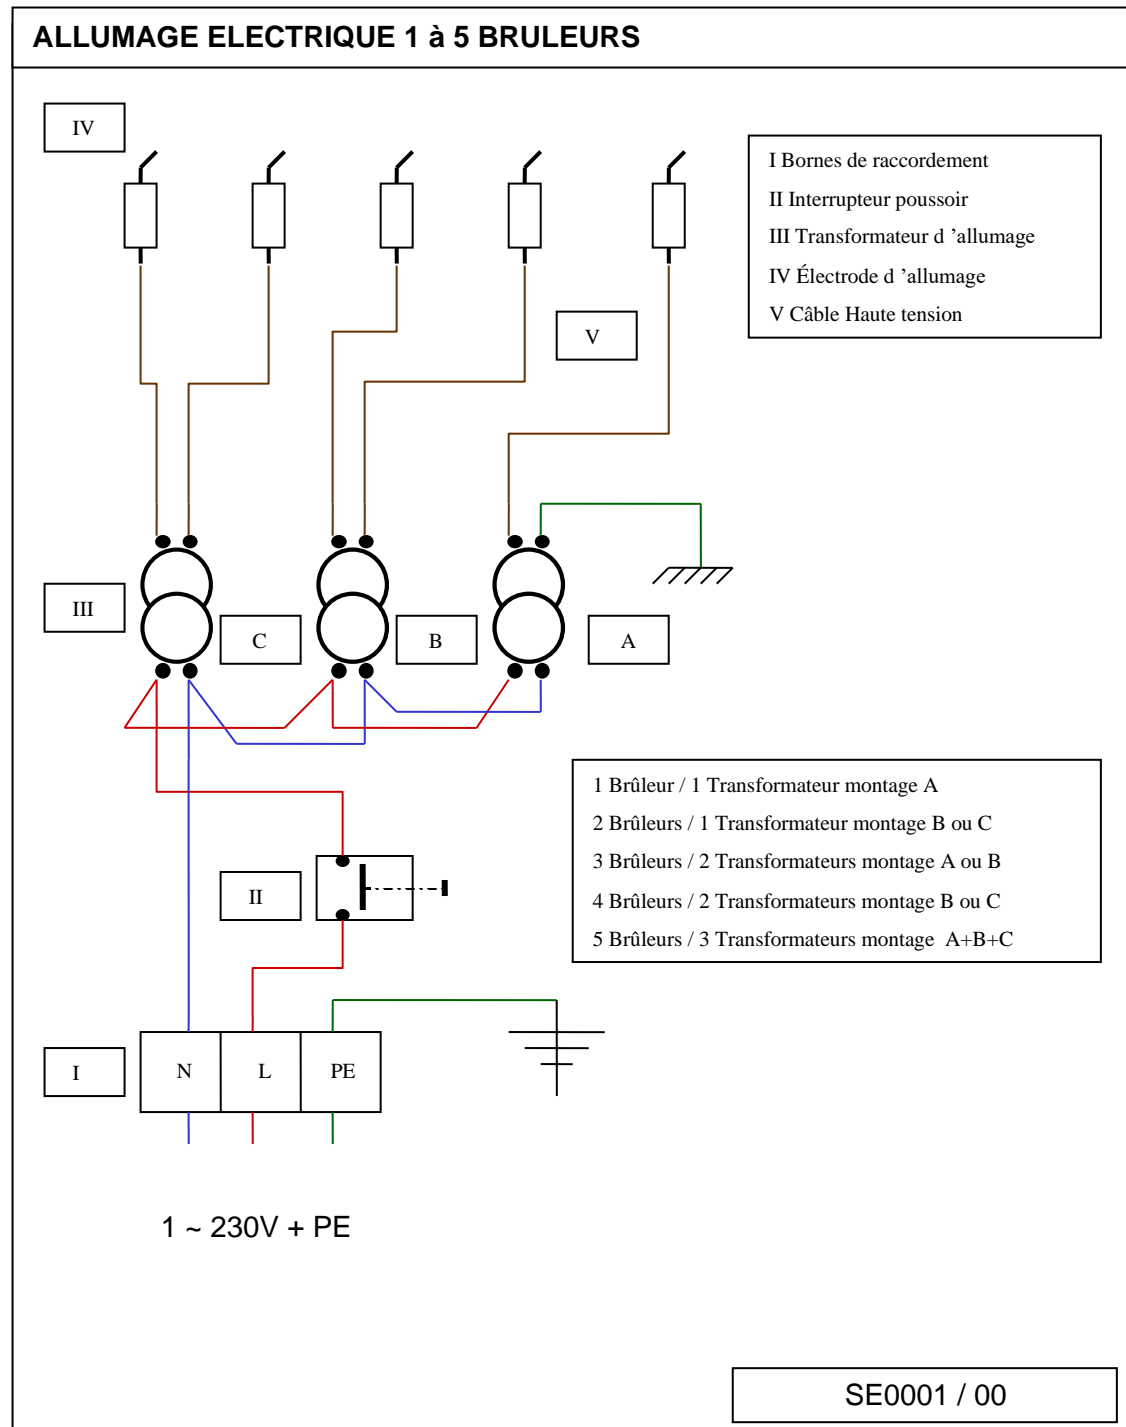 ALLUMAGE ELECTRIQUE 1 à 5 BRULEURS
IV
I Bornes de raccordement
II Interrupteur poussoir
III Transformateur d ’allumage
IV Électrode d ’allumage
V Câble Haute tension
V
III
C
B
A
1 Brûleur / 1 Transformateur montage A
2 Brûleurs / 1 Transformateur montage B ou C
3 Brûleurs / 2 Transformateurs montage A ou B
4 Brûleurs / 2 Transformateurs montage B ou C
5 Brûleurs / 3 Transformateurs montage A+B+C
II
I
N
L
PE
1 ~ 230V + PE
SE0001 / 00